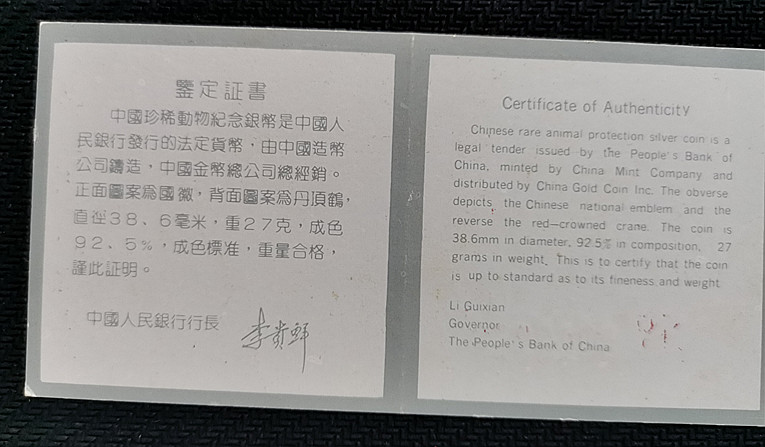 鑒定証書
中國珍稀動物紀念銀幣是中國人
民銀行發行的法定貨幣，由中國造幣
公司鑄造，中國金幣總公司總經銷。
正面圖案爲國徽，背面圖案爲丹頂鶴，
直徑38．6毫米，重27克，成色
92．5%，成色標准，重量合格，
謹此証明。
中國人民銀行行長
李貴鮮
Certificate of Authenticity
Chinese rare animal protection silver coin is a
legal tender issued by the People's Bank of
China, minted by China Mint Company and
distributed by China Gold Coin Inc. The obverse
depicts the Chinese national emblem and the
reverse the red—crowned crane. The coin is
38.6mm in diameter, 92.5% in composition, 27
grams in weight. This is to certify that the coin
is up to standard as to its fineness and weight
Li Guixian
Governor
The People's Bank of China